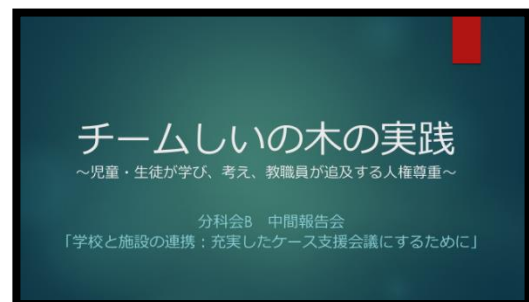 チームしいの木の実践
～児童・生徒が学び、考え、教職員が追及する人権尊重～
分科会B　中間報告会
「学校と施設の連携：充実したケース支援会議にするために」